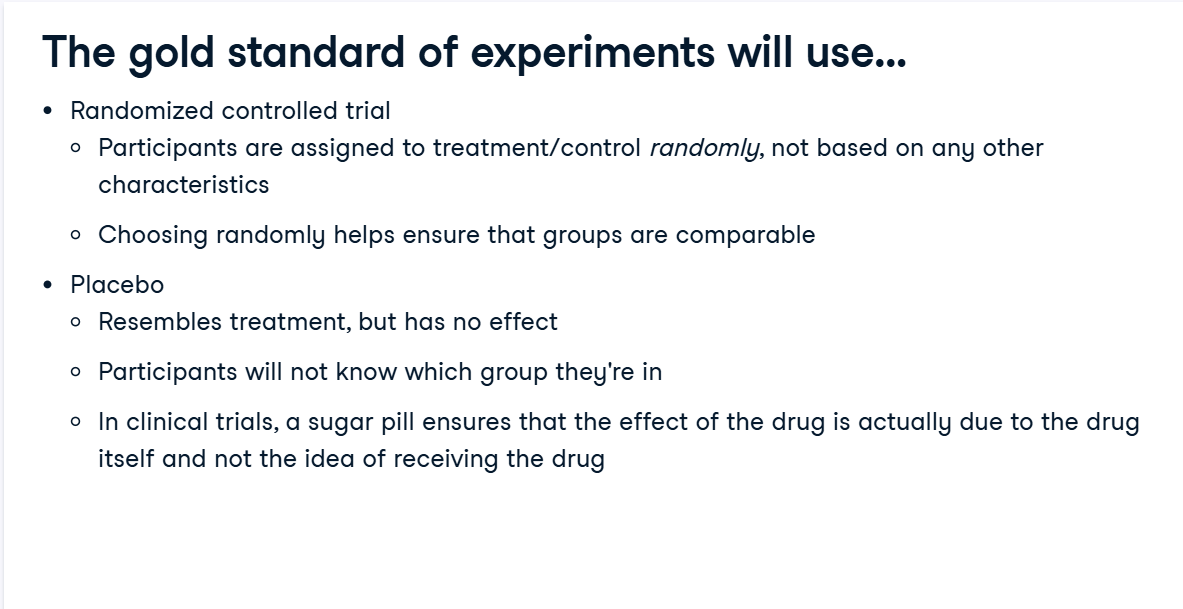 The gold standard of experiments will use...
• Randomized controlled trial
○ Participants are assigned to treatment/control randomly, not based on any other
characteristics
○ Choosing randomly helps ensure that groups are comparable
• Placebo
○ Resembles treatment, but has no effect
○ Participants will not know which group they're in
○ In clinical trials, a sugar pill ensures that the effect of the drug is actually due to the drug
itself and not the idea of receiving the drug